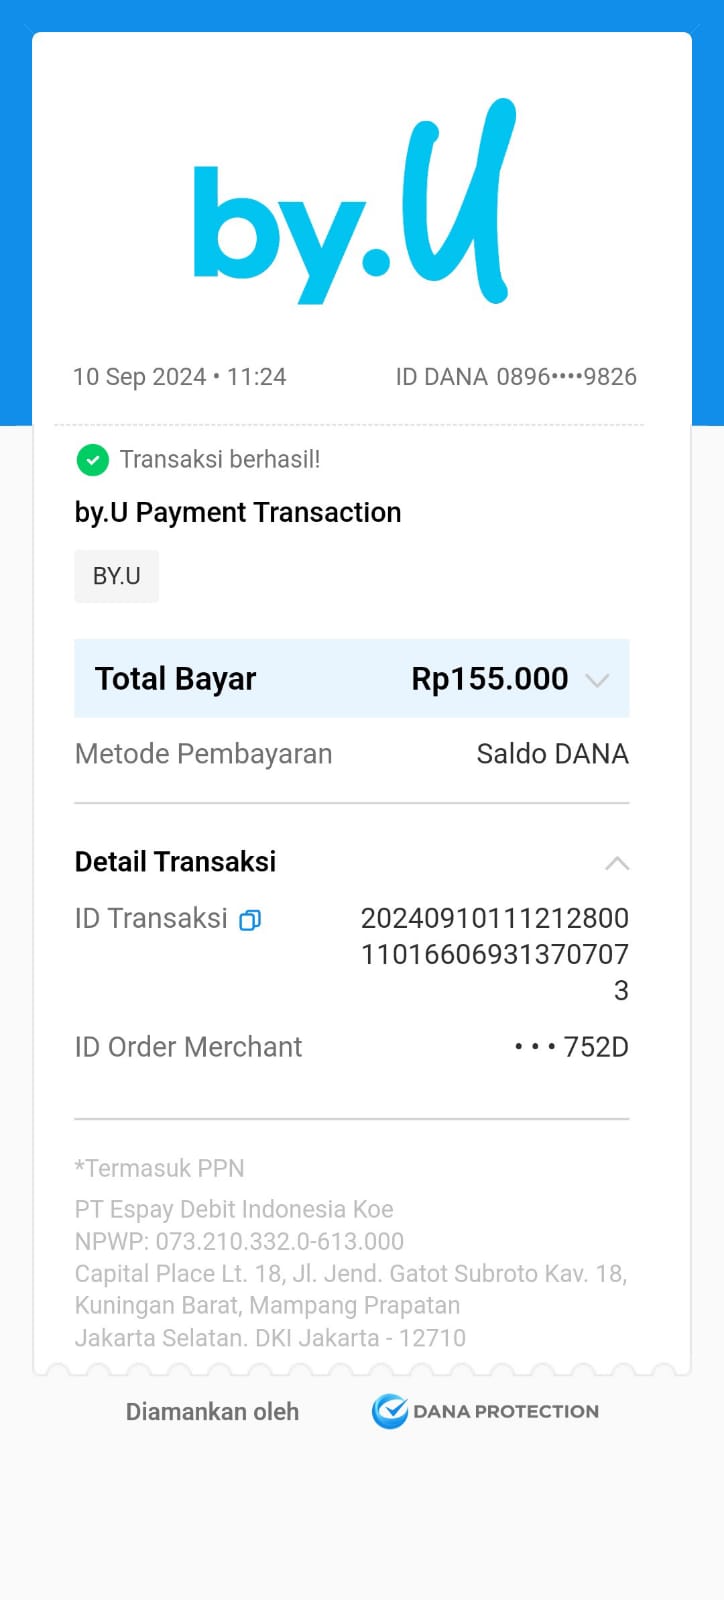 by.U
10 Sep 2024 • 11:24 ID DANA 0896••••9826
Transaksi berhasil!
by.U Payment Transaction
BY.U
Total Bayar Rp155.000
Metode Pembayaran Saldo DANA
Detail Transaksi
ID Transaksi 20240910111212800
11016606931370707
3
ID Order Merchant • • • 752D
*Termasuk PPN
PT Espay Debit Indonesia Koe
NPWP: 073.210.332.0-613.000
Capital Place Lt. 18, Jl. Jend. Gatot Subroto Kav. 18,
Kuningan Barat, Mampang Prapatan
Jakarta Selatan. DKI Jakarta - 12710
Diamankan oleh DANA PROTECTION